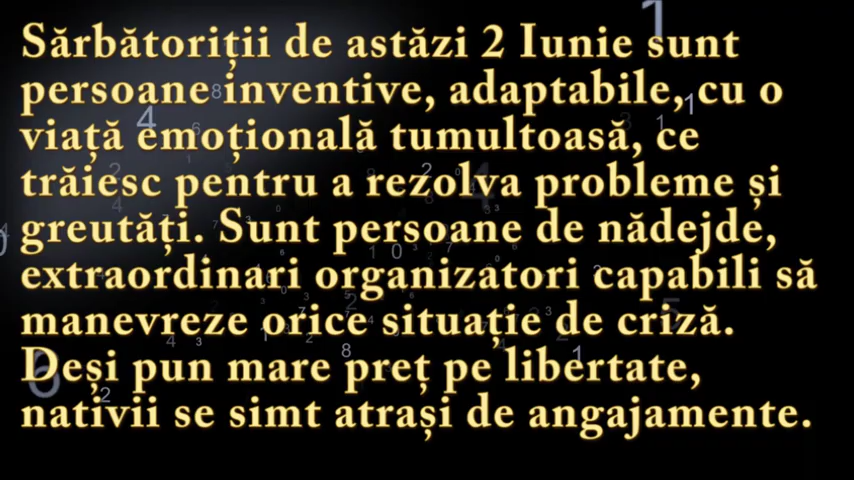 Sărbătoriții de astăzi 2 Iunie sunt
persoane inventive, adaptabile, cu o
viață emoțională tumultoasă, ce
trăiesc pentru a rezolva probleme și
greutăți. Sunt persoane de nădejde,
extraordinari organizatori capabili să
manevreze orice situație de criză.
Deși pun mare preț pe libertate,
nativii se simt atrași de angajamente.